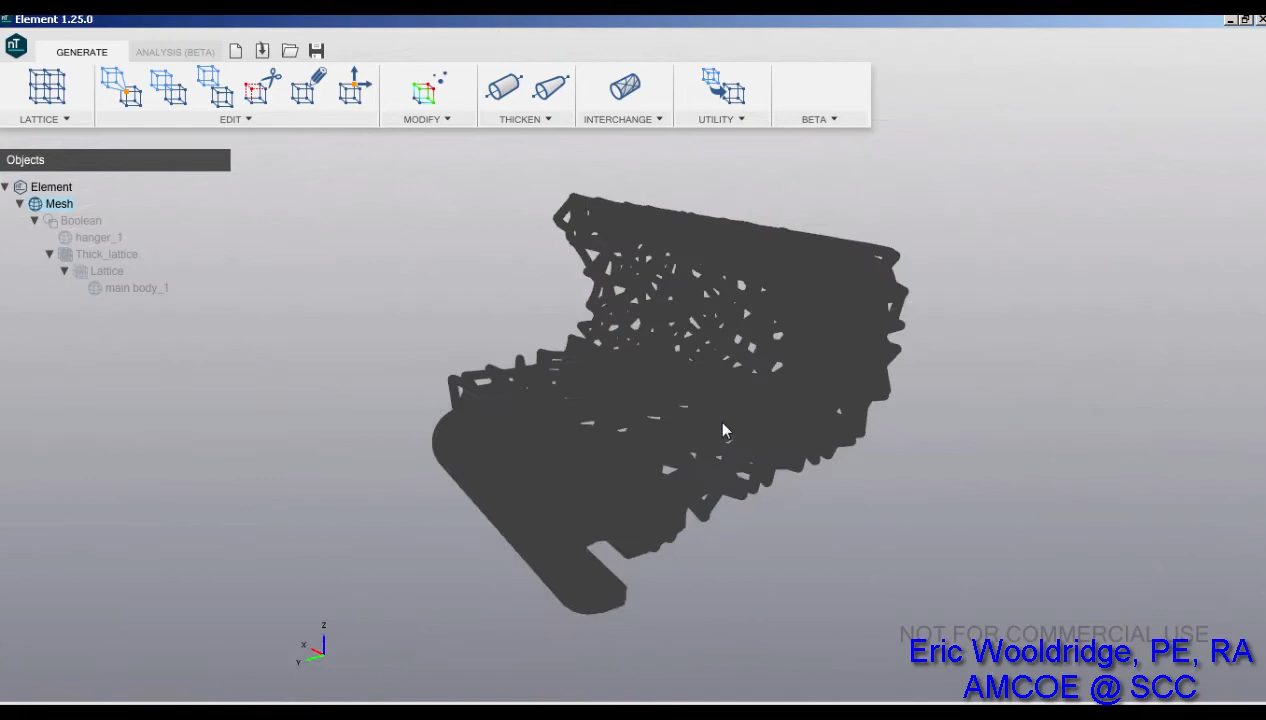 nT Element 1.25.0
nT GENERATE ANALYSIS (BETA)
LATTICE EDIT MODIFY THICKEN INTERCHANGE UTILITY BETA
Objects
Element
Mesh
Boolean
hanger_1
Thick_lattice
Lattice
main body_1
Z
X
Y
NOT FOR COMMERCIAL USE
Eric Wooldridge, PE, RA
AMCOE @ SCC